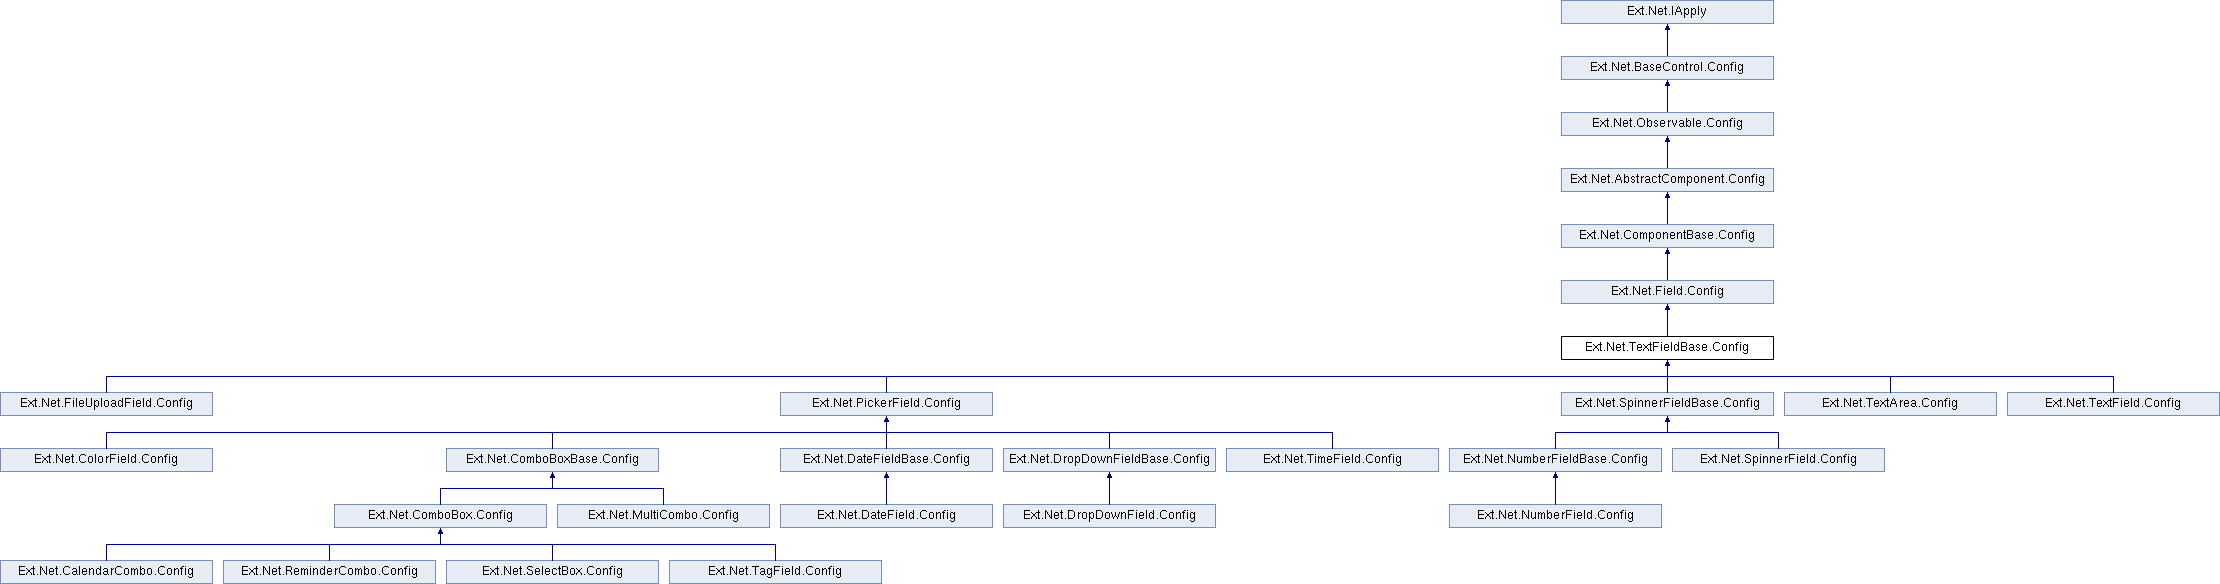 Ext.Net.IApply
Ext.Net.BaseControl.Config
Ext.Net.Observable.Config
Ext.Net.AbstractComponent.Config
Ext.Net.ComponentBase.Config
Ext.Net.Field.Config
Ext.Net.TextFieldBase.Config
Ext.Net.FileUploadField.Config
Ext.Net.PickerField.Config
Ext.Net.SpinnerFieldBase.Config
Ext.Net.TextArea.Config
Ext.Net.TextField.Config
Ext.Net.ColorField.Config
Ext.Net.ComboBoxBase.Config
Ext.Net.DateFieldBase.Config
Ext.Net.DropDownFieldBase.Config
Ext.Net.TimeField.Config
Ext.Net.NumberFieldBase.Config
Ext.Net.SpinnerField.Config
Ext.Net.ComboBox.Config
Ext.Net.MultiCombo.Config
Ext.Net.DateField.Config
Ext.Net.DropDownField.Config
Ext.Net.NumberField.Config
Ext.Net.CalendarCombo.Config
Ext.Net.ReminderCombo.Config
Ext.Net.SelectBox.Config
Ext.Net.TagField.Config